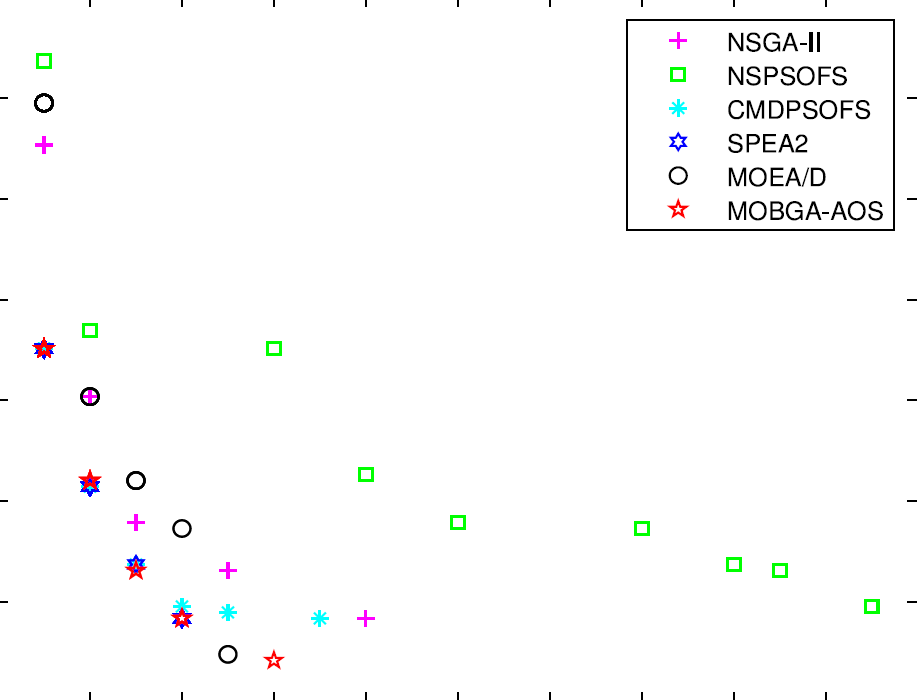 NSGA-II
NSPSOFS
CMDPSOFS
SPEA2
MOEA/D
MOBGA-AOS